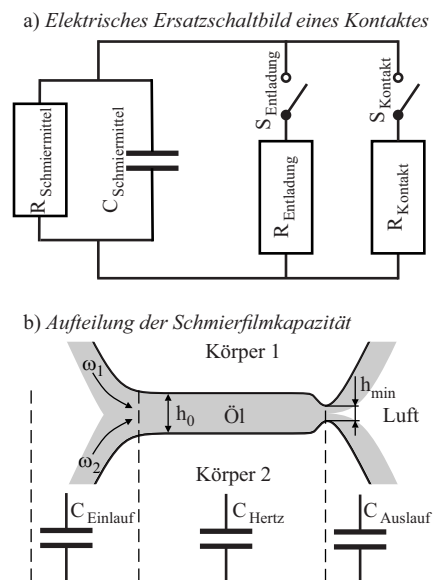 a) Elektrisches Ersatzschaltbild eines Kontaktes
R Schmiermittel
C Schmiermittel
S Entladung
R Entladung
S Kontakt
R Kontakt
b) Aufteilung der Schmierfilmkapazität
Körper 1
ω1
h0
Öl
hmin
Luft
ω2
Körper 2
C Einlauf
C Hertz
C Auslauf